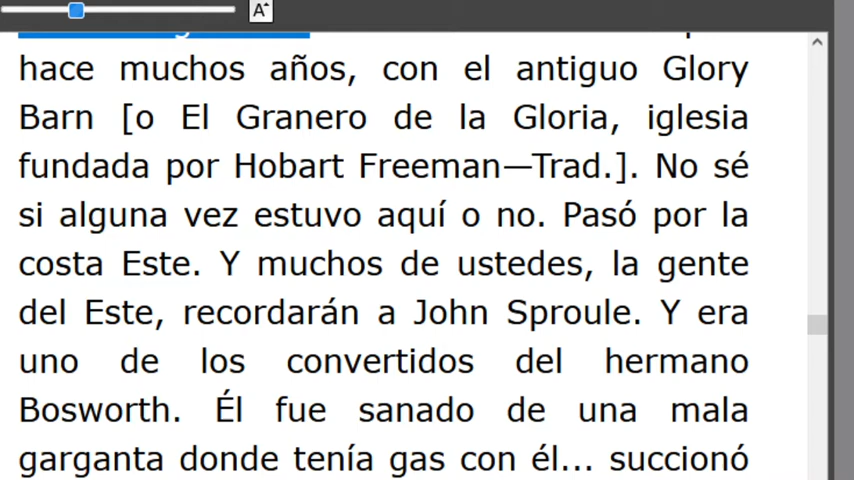 A
hace muchos años, con el antiguo Glory
Barn [o El Granero de la Gloria, iglesia
fundada por Hobart Freeman—Trad.]. No sé
si alguna vez estuvo aquí o no. Pasó por la
costa Este. Y muchos de ustedes, la gente
del Este, recordarán a John Sproule. Y era
uno de los convertidos del hermano
Bosworth. Él fue sanado de una mala
garganta donde tenía gas con él... succionó